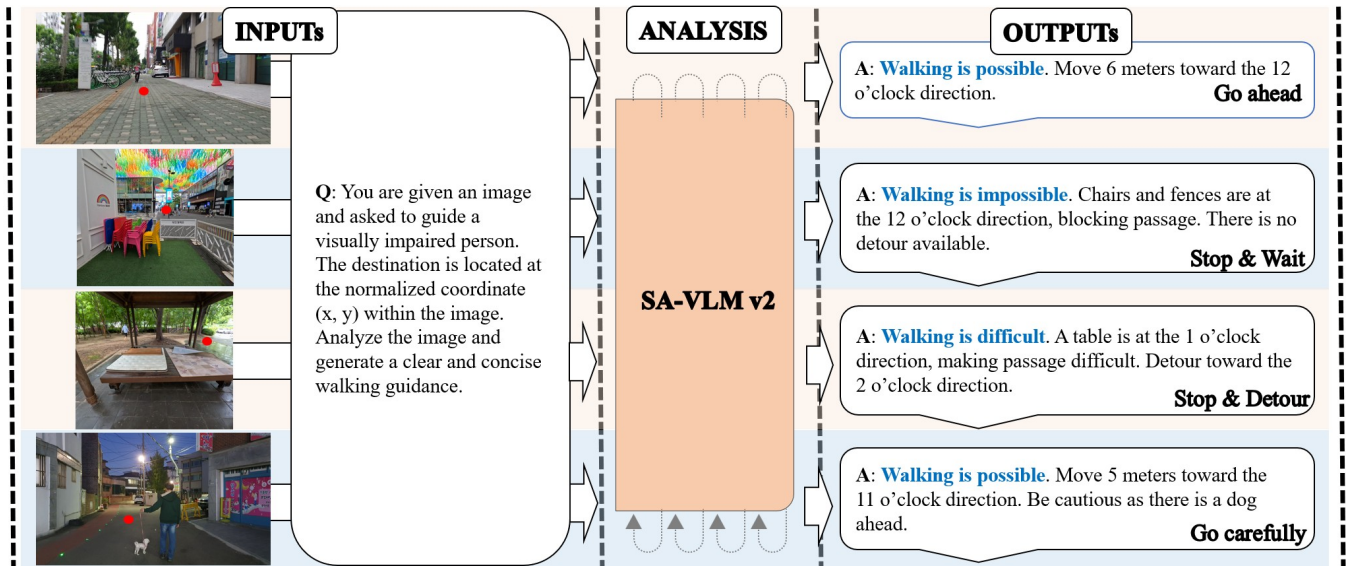 INPUTs
ANALYSIS
OUTPUTs
Q: You are given an image
and asked to guide a
visually impaired person.
The destination is located at
the normalized coordinate
(x, y) within the image.
Analyze the image and
generate a clear and concise
walking guidance.
SA-VLM v2
A: Walking is possible. Move 6 meters toward the 12
o’clock direction.
Go ahead
A: Walking is impossible. Chairs and fences are at
the 12 o’clock direction, blocking passage. There is no
detour available.
Stop & Wait
A: Walking is difficult. A table is at the 1 o’clock
direction, making passage difficult. Detour toward the
2 o’clock direction.
Stop & Detour
A: Walking is possible. Move 5 meters toward the
11 o’clock direction. Be cautious as there is a dog
ahead.
Go carefully